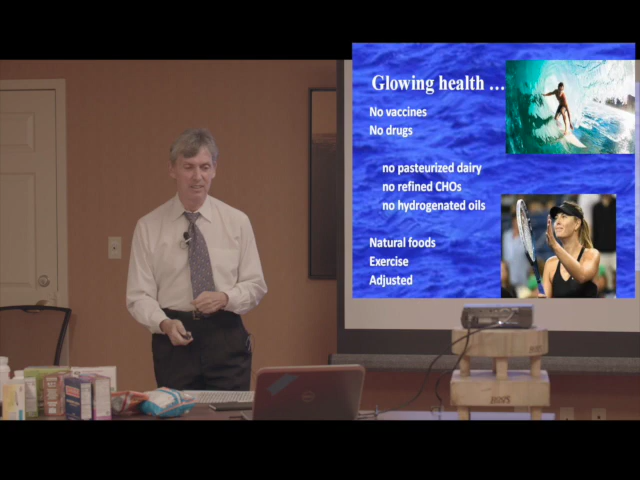 Glowing health …
No vaccines
No drugs
no pasteurized dairy
no refined CHOs
no hydrogenated oils
Natural foods
Exercise
Adjusted